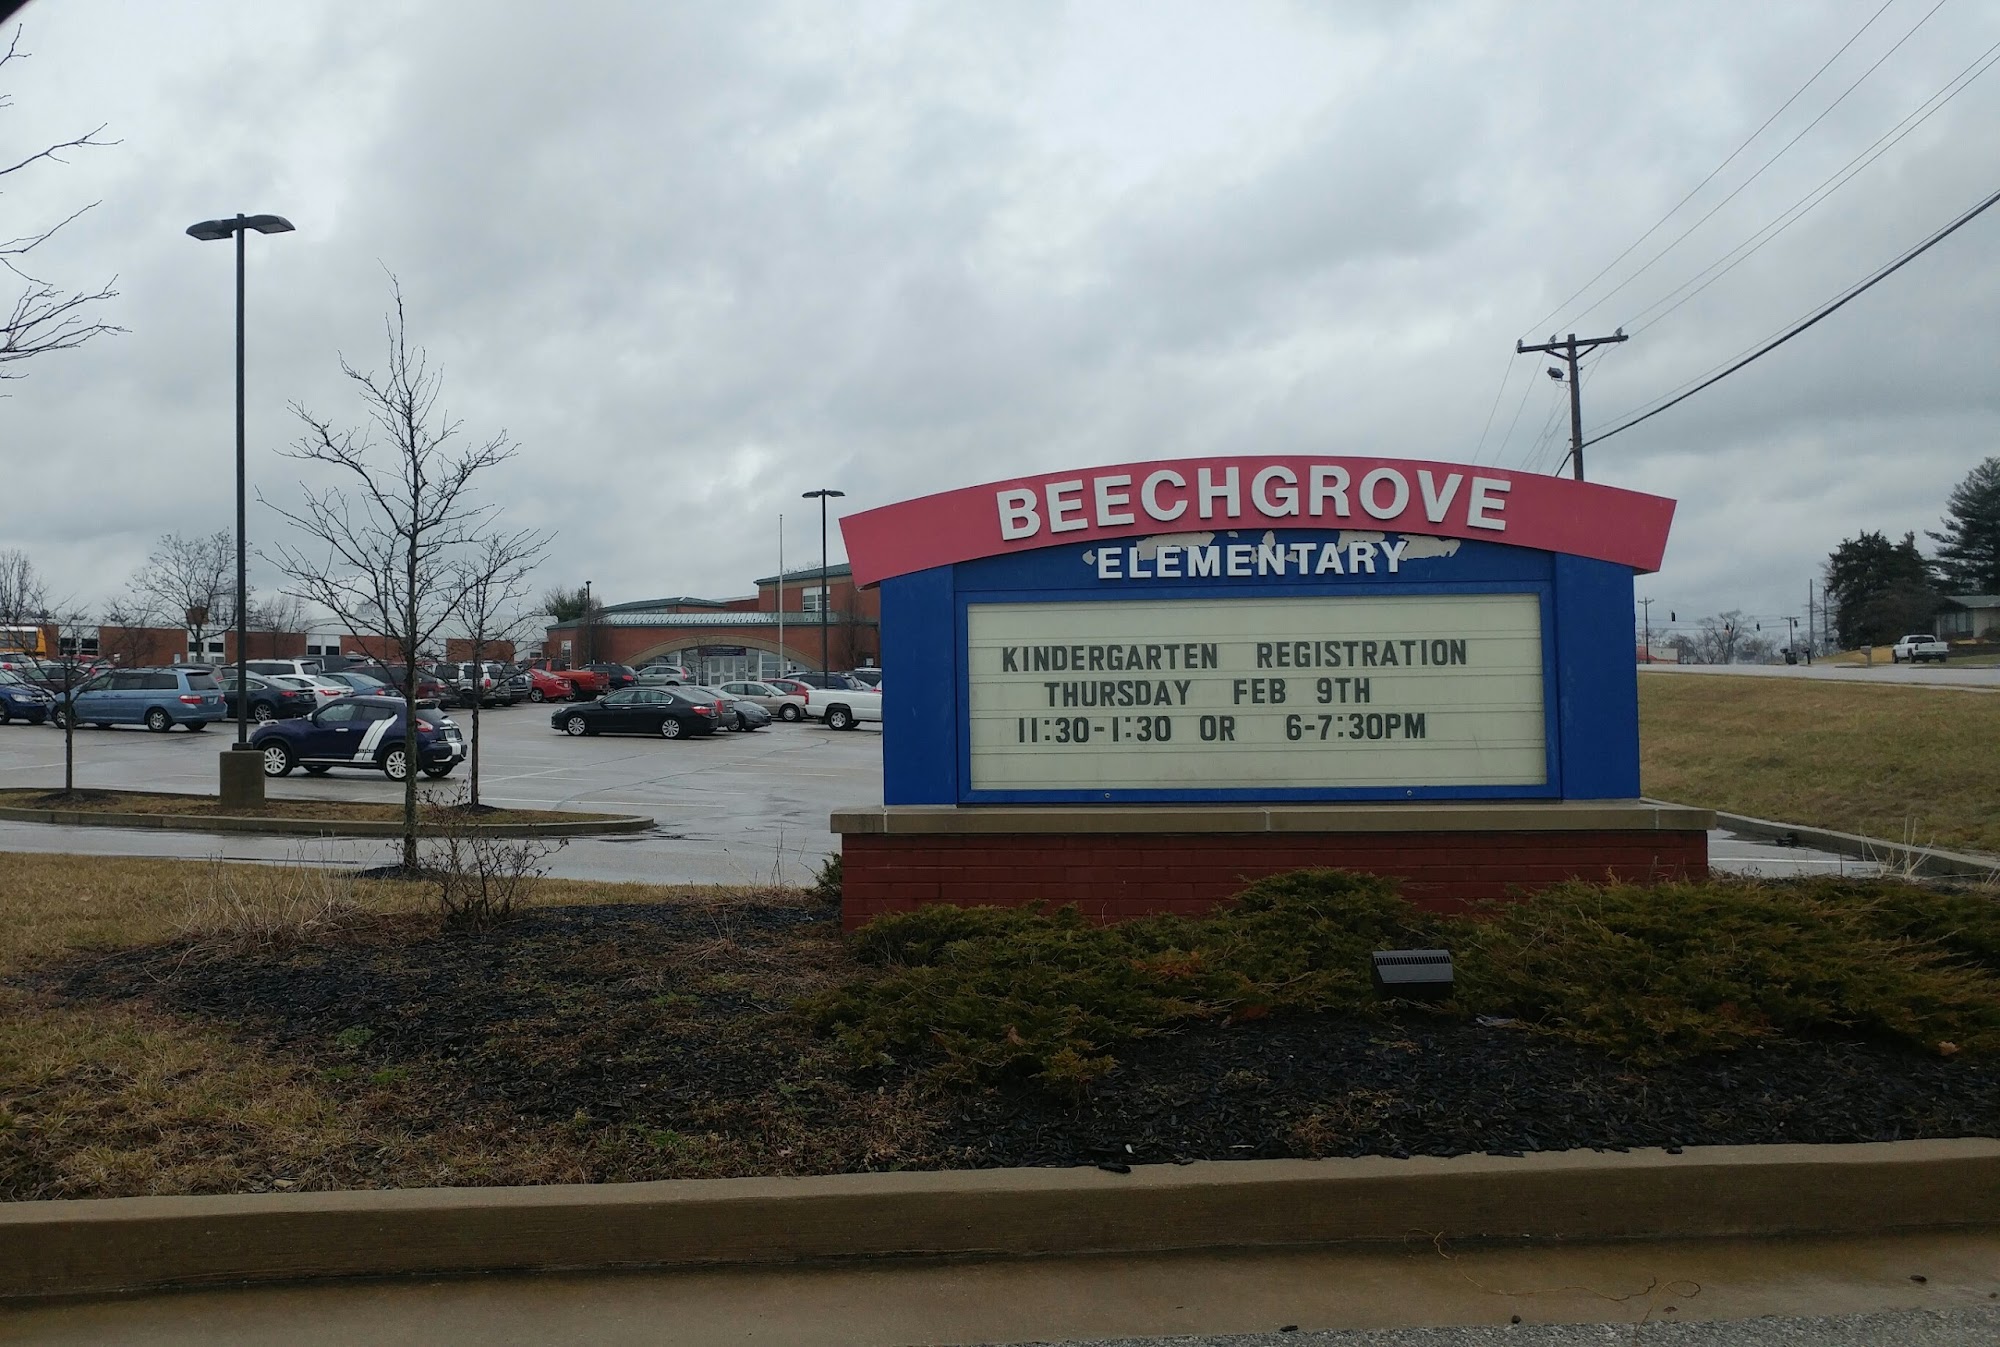 BEECHGROVE
ELEMENTARY
KINDERGARTEN REGISTRATION
THURSDAY FEB 9TH
11:30-1:30 OR 6-7:30PM